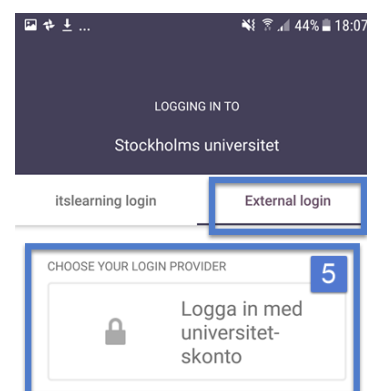 ... 44% 18:07
LOGGING IN TO
Stockholms universitet
itslearning login External login
CHOOSE YOUR LOGIN PROVIDER 5
Logga in med
universitet-
skonto